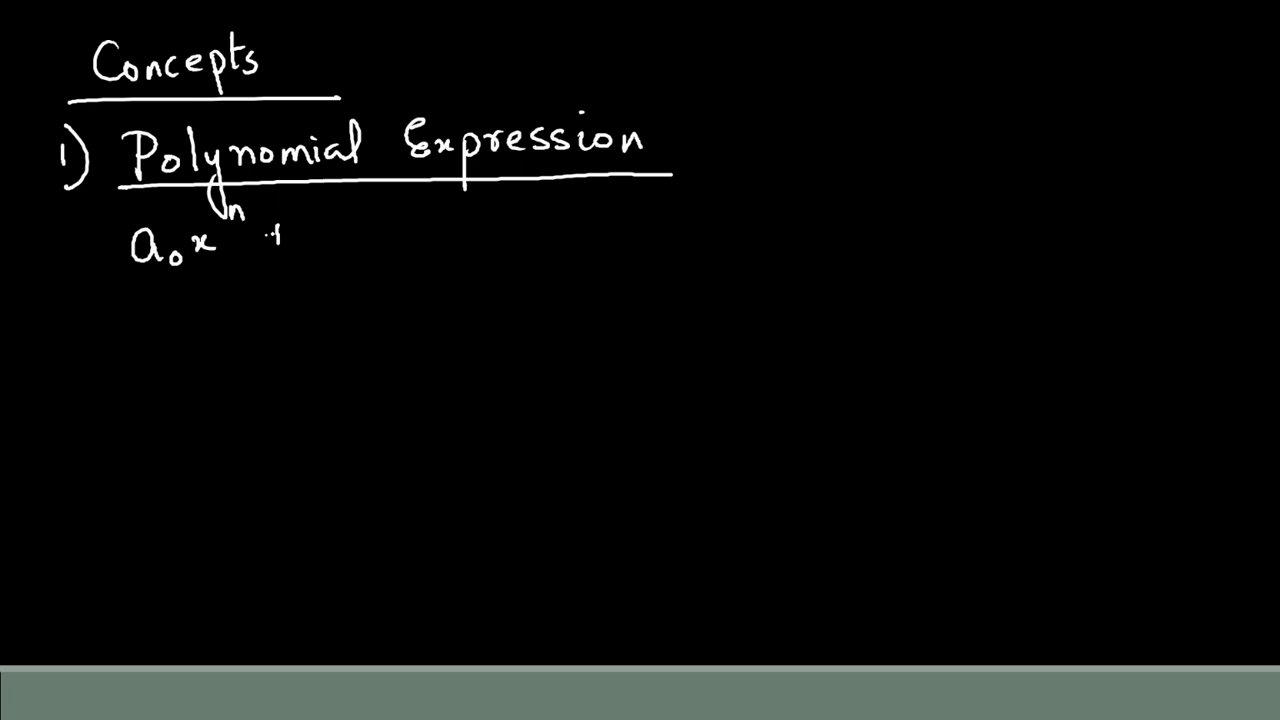 Concepts
1) Polynomial Expression
a₀xⁿ +